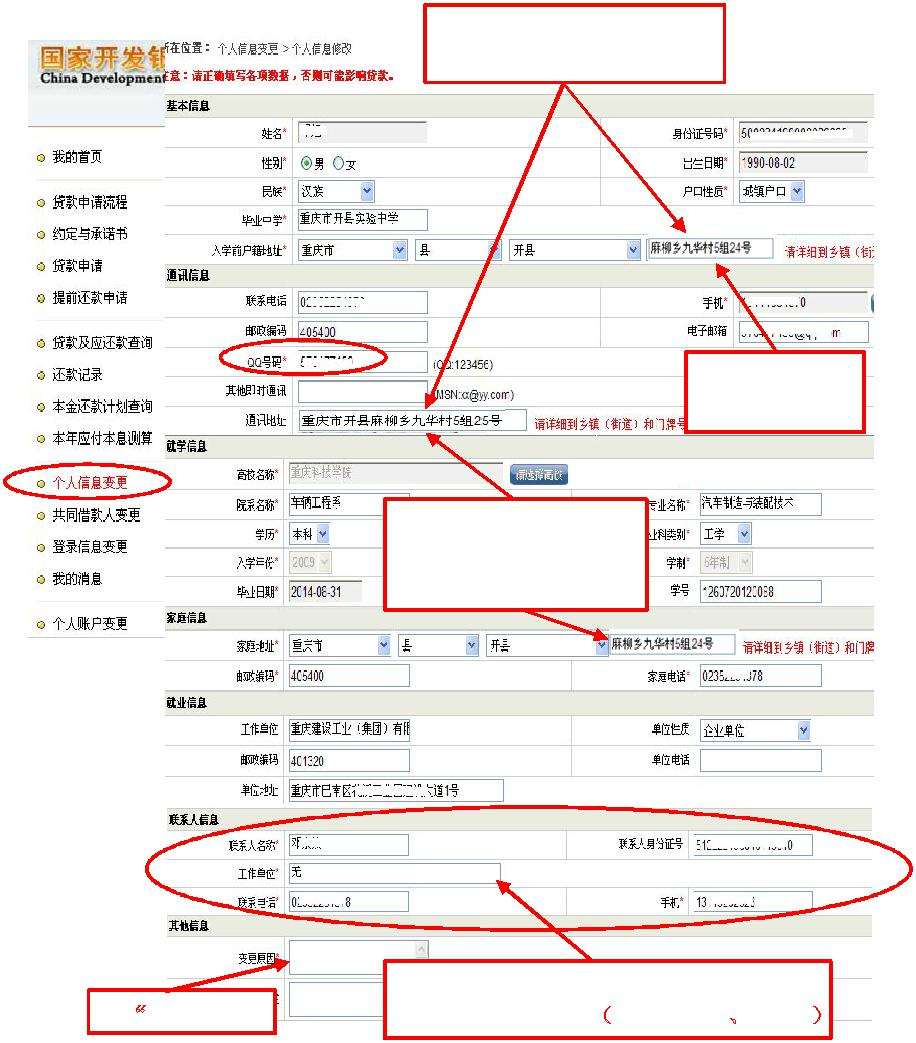 国家开发银
China Development
所在位置： 个人信息变更 > 个人信息修改
注意：请正确填写各项数据，否则可能影响贷款。
我的首页
贷款申请流程
约定与承诺书
贷款申请
提前还款申请
贷款及应还款查询
还款记录
本金还款计划查询
本年应付本息测算
个人信息变更
共同借款人变更
登录信息变更
我的消息
个人账户变更
基本信息
姓名*
身份证号码*
性别* 男 女
出生日期* 1990-08-02
民族* 汉族
户口性质* 城镇户口
毕业中学* 重庆市开县实验中学
入学前户籍地址* 重庆市 县 开县 麻柳乡九华村5组24号 请详细到乡镇（街
通讯信息
联系电话
手机*
邮政编码 405400
电子邮箱
QQ号码* (QQ:123456)
其他即时通讯 (MSN:xx@yy.com)
通讯地址 重庆市开县麻柳乡九华村5组25号 请详细到乡镇（街道）和门牌号
就学信息
高校名称* 重庆科技学院 请选择高校
院系名称* 车辆工程系
专业名称* 汽车制造与装配技术
学历* 本科
业科类别* 工学
入学年份* 2009
学制* 5年制
毕业日期* 2014-08-31
学号 1260720120088
家庭信息
家庭地址* 重庆市 县 开县 麻柳乡九华村5组24号 请详细到乡镇（街道）和门牌
邮政编码* 405400
家庭电话*
就业信息
工作单位 重庆建设工业（集团）有限
单位性质 企业单位
邮政编码 401320
单位电话
单位地址 重庆市巴南区 大道1号
联系人信息
联系人名称*
联系人身份证号
工作单位* 无
联系电话*
手机*
其他信息
变更原因*
“
（ 、 ）